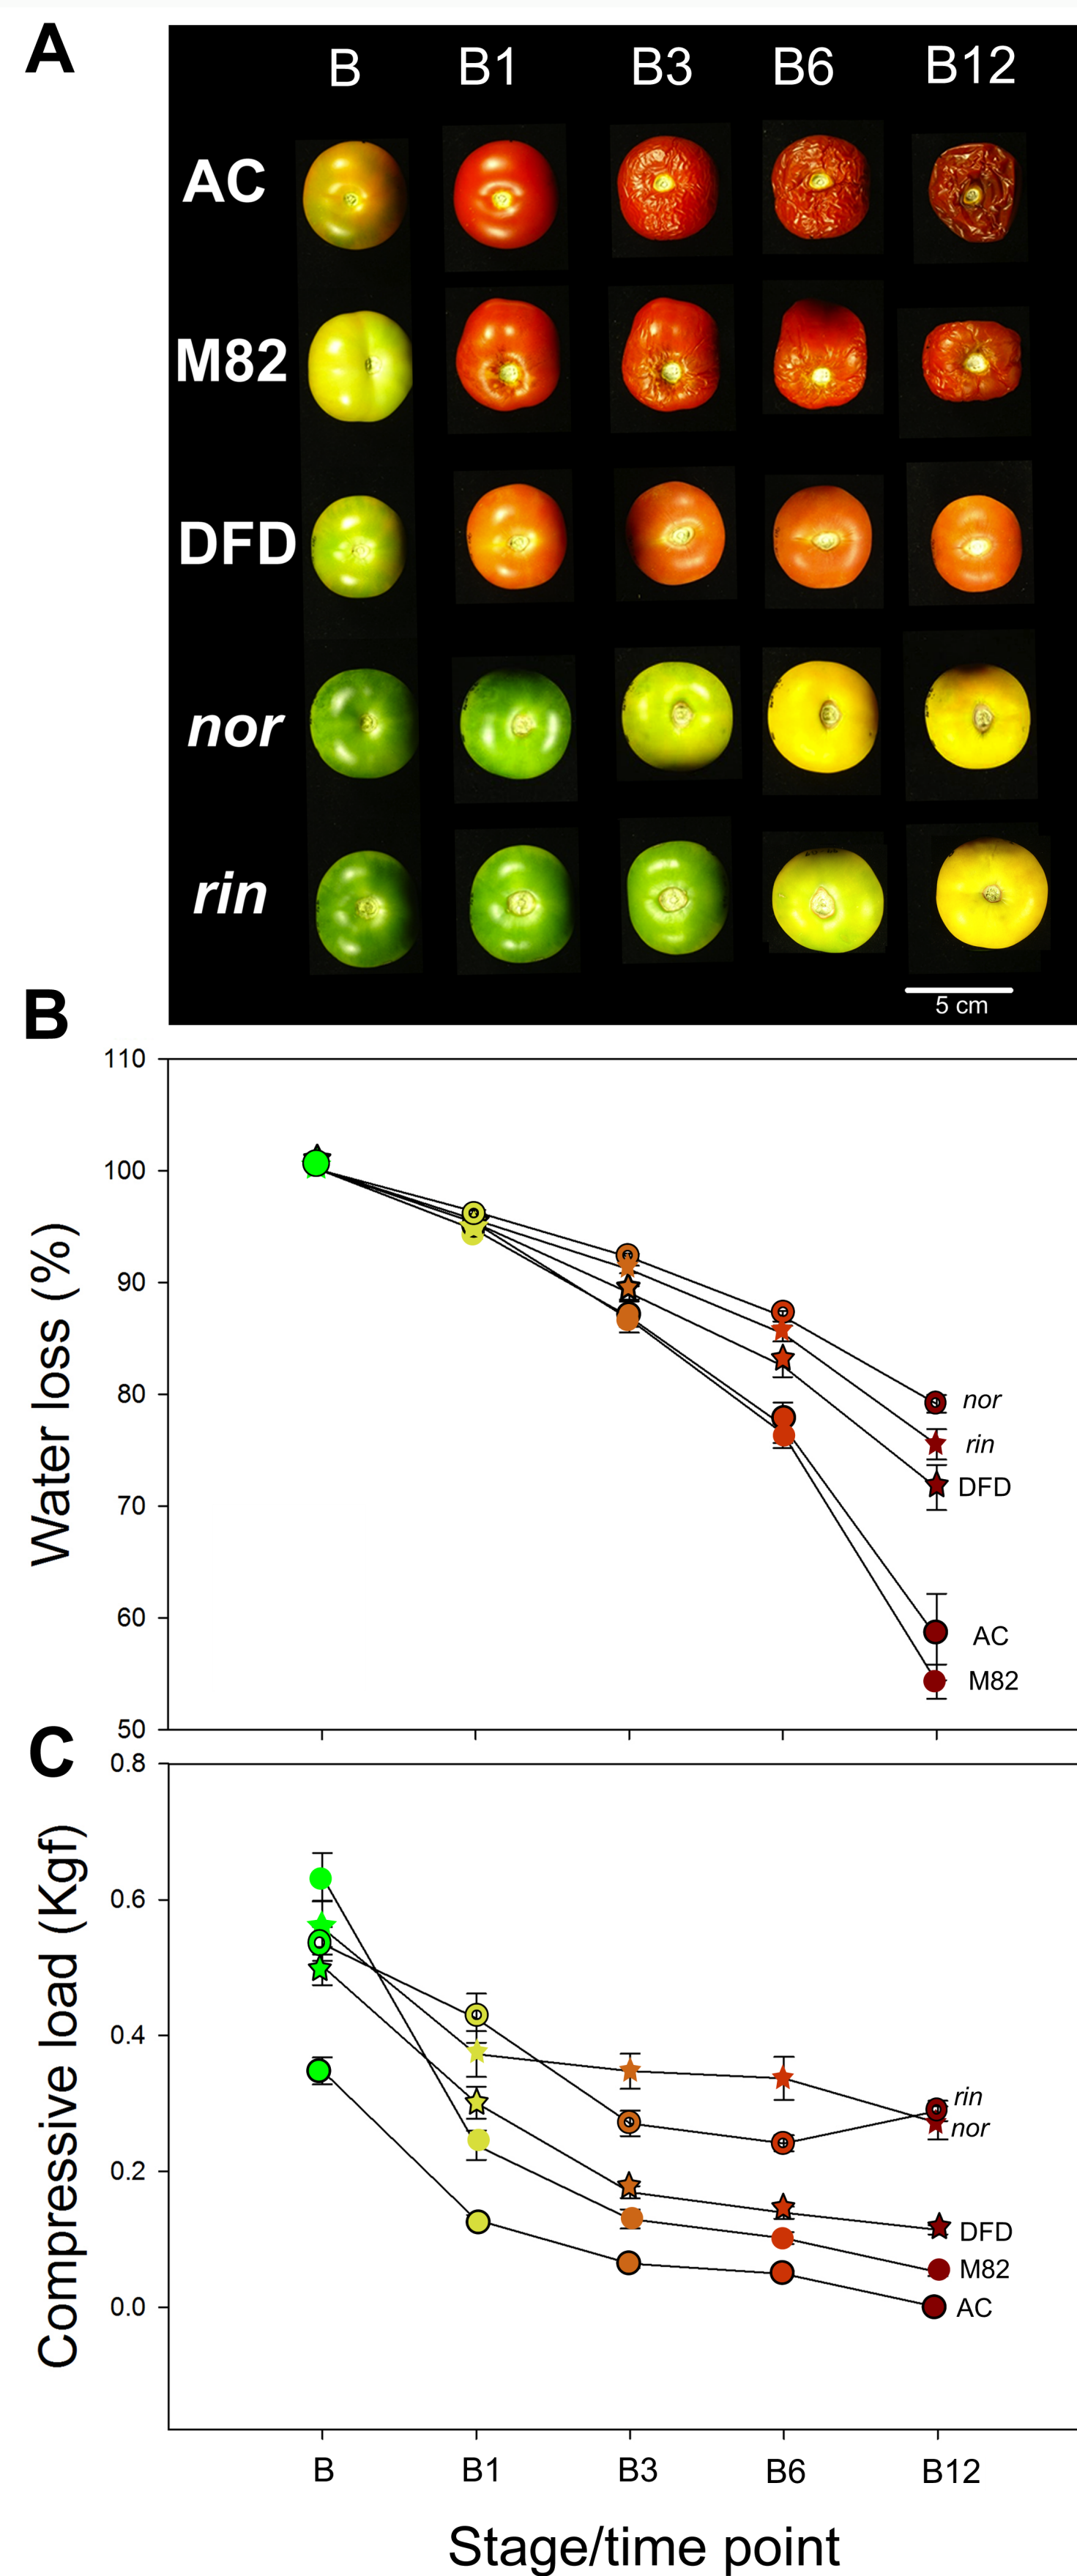 A
B B1 B3 B6 B12
AC
M82
DFD
nor
rin
5 cm
B
110
100
90
80
70
60
50
Water loss (%)
nor
rin
DFD
AC
M82
C
0.8
0.6
0.4
0.2
0.0
Compressive load (Kgf)
rin
nor
DFD
M82
AC
B B1 B3 B6 B12
Stage/time point